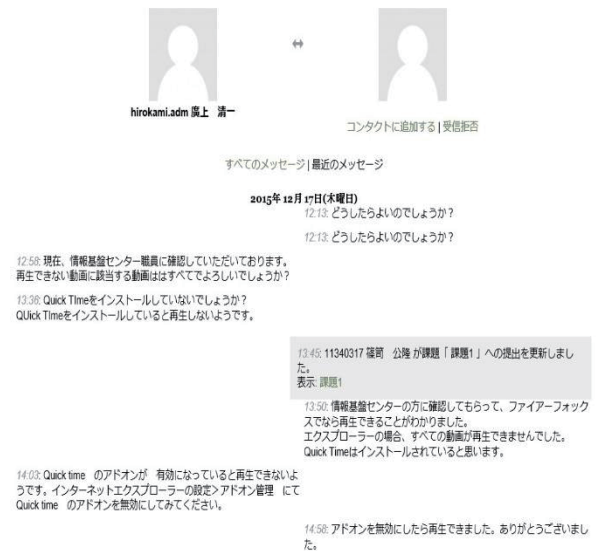 hirokami.adm 廣上　清一
コンタクトに追加する | 受信拒否
すべてのメッセージ | 最近のメッセージ
2015年 12月 17日(木曜日)
12:13: どうしたらよいのでしょうか？
12:13: どうしたらよいのでしょうか？
12:58: 現在、情報基盤センター職員に確認していただいております。
再生できない動画に該当する動画ははすべてでよろしいでしょうか？
13:36: Quick TImeをインストールしていないでしょうか？
QUick TImeをインストールしていると再生しないようです。
13:45: 11340317 篠筒　公隆 が課題「 課題1 」への提出を更新しまし
た。
表示: 課題1
13:50: 情報基盤センターの方に確認してもらって、ファイアーフォック
スでなら再生できることがわかりました。
エクスプローラーの場合、すべての動画が再生できませんでした。
Quick Timeはインストールされていると思います。
14:03: Quick time　のアドオンが　有効になっていると再生できないよ
うです。インターネットエクスプローラーの設定＞アドオン管理　にて
Quick time　のアドオンを無効にしてみてください。
14:58: アドオンを無効にしたら再生できました。ありがとうございまし
た。